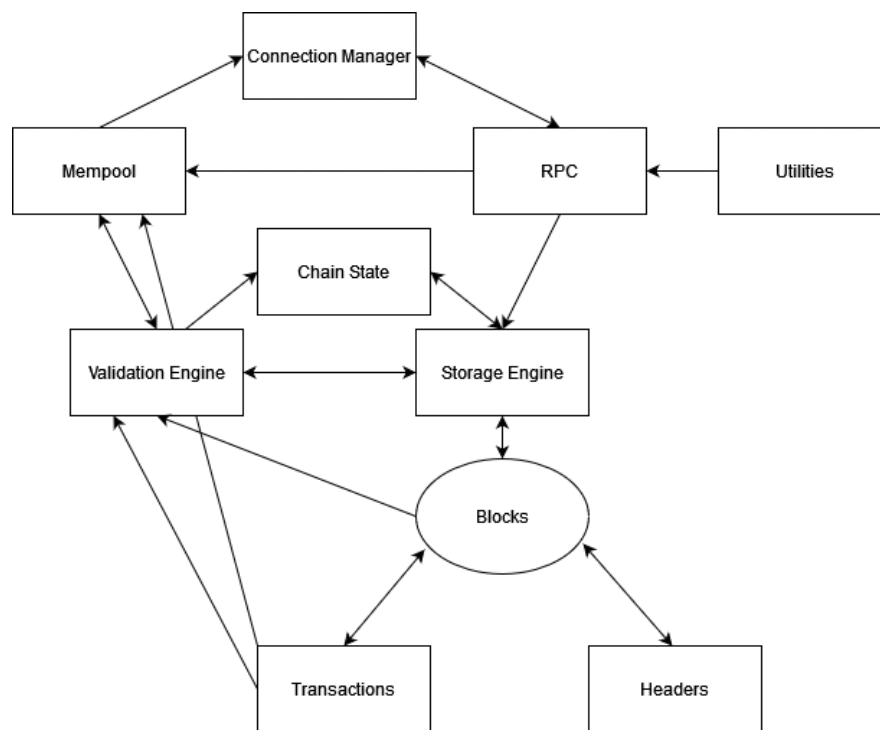 Connection Manager
Mempool
RPC
Utilities
Chain State
Validation Engine
Storage Engine
Blocks
Transactions
Headers